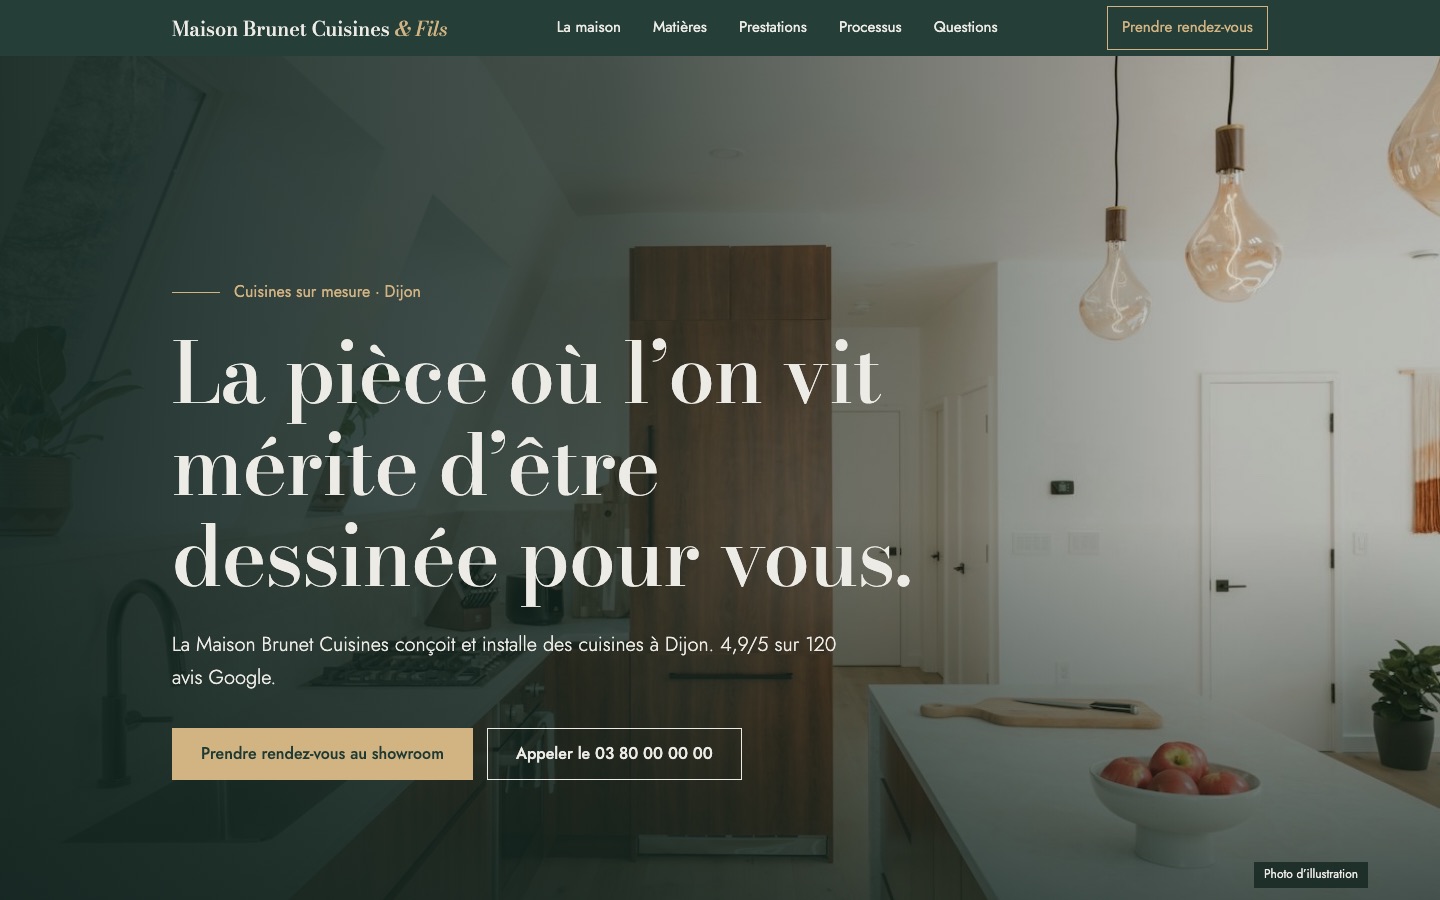 Maison Brunet Cuisines & Fils
La maison
Matières
Prestations
Processus
Questions
Prendre rendez-vous
Cuisines sur mesure · Dijon
La pièce où l’on vit
mérite d’être
dessinée pour vous.
La Maison Brunet Cuisines conçoit et installe des cuisines à Dijon. 4,9/5 sur 120
avis Google.
Prendre rendez-vous au showroom
Appeler le 03 80 00 00 00
Photo d’illustration